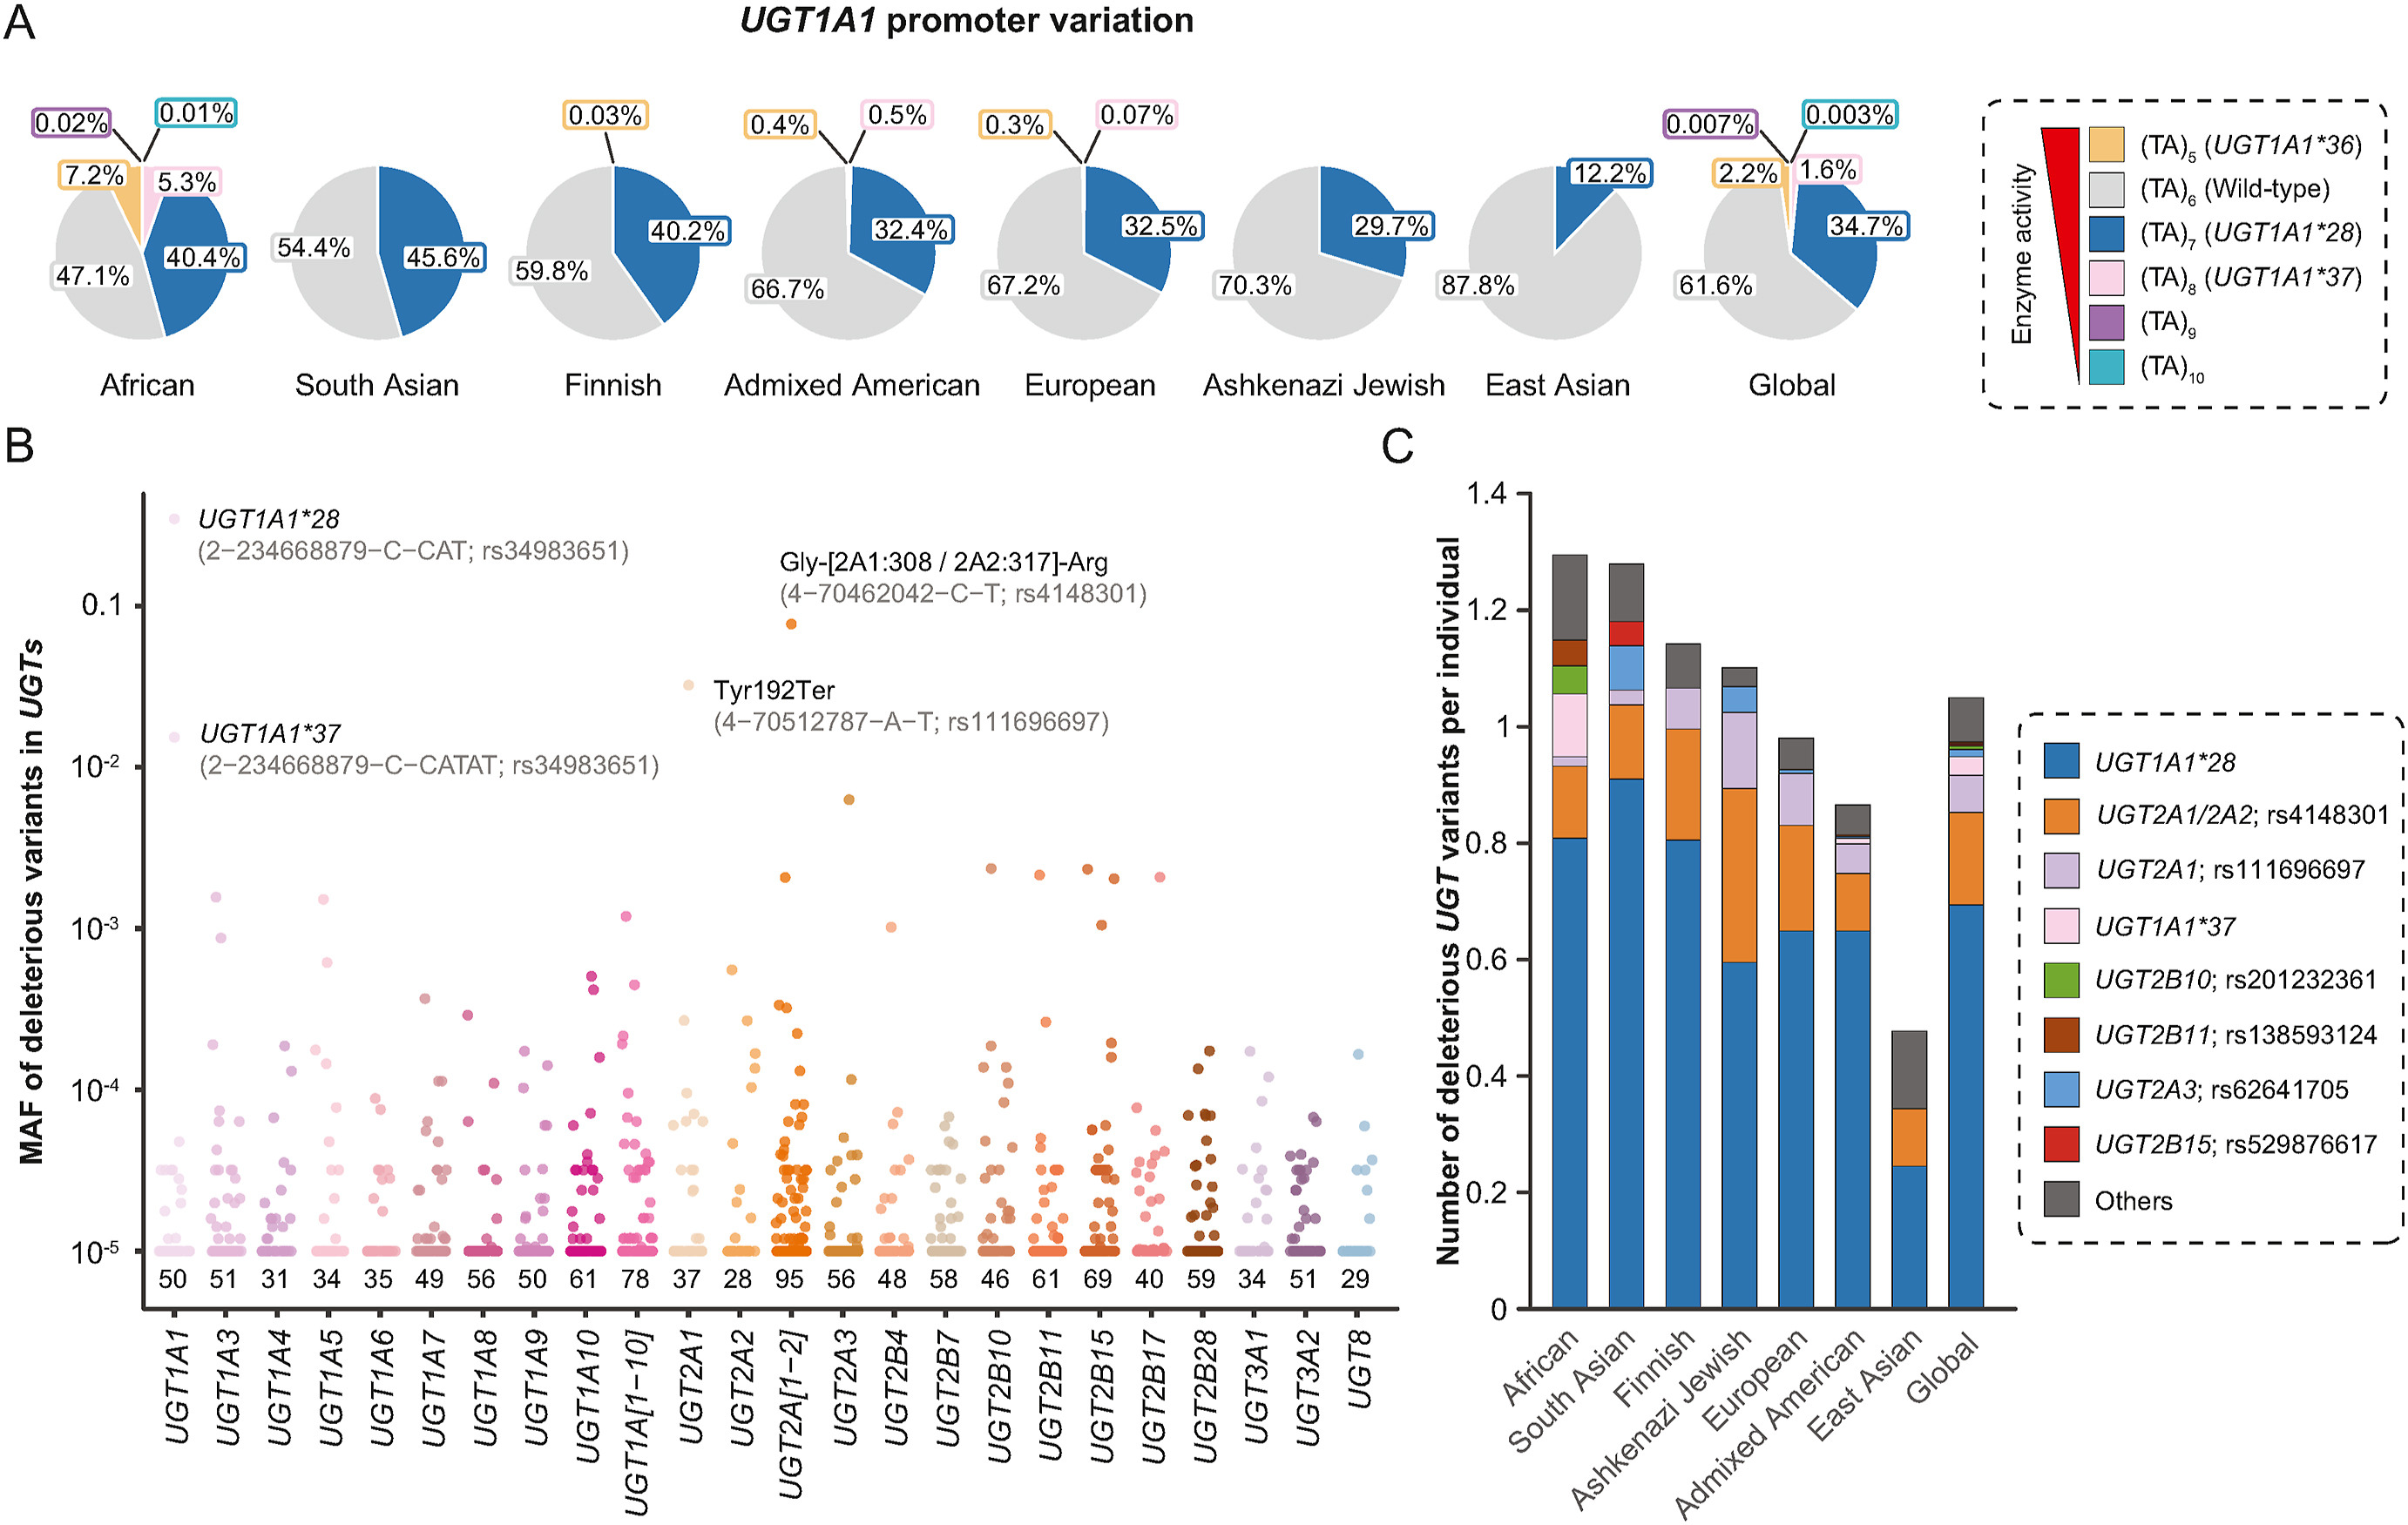 A
UGT1A1 promoter variation
0.02%
0.01%
7.2%
5.3%
47.1%
40.4%
African
54.4%
45.6%
South Asian
0.03%
59.8%
40.2%
Finnish
0.4%
0.5%
66.7%
32.4%
Admixed American
0.3%
0.07%
67.2%
32.5%
European
70.3%
29.7%
Ashkenazi Jewish
12.2%
87.8%
East Asian
0.007%
0.003%
2.2%
1.6%
61.6%
34.7%
Global
Enzyme activity
(TA)5 (UGT1A1*36)
(TA)6 (Wild-type)
(TA)7 (UGT1A1*28)
(TA)8 (UGT1A1*37)
(TA)9
(TA)10
B
MAF of deleterious variants in UGTs
0.1
10-2
10-3
10-4
10-5
UGT1A1*28
(2−234668879−C−CAT; rs34983651)
Gly-[2A1:308 / 2A2:317]-Arg
(4−70462042−C−T; rs4148301)
Tyr192Ter
(4−70512787−A−T; rs111696697)
UGT1A1*37
(2−234668879−C−CATAT; rs34983651)
50 51 31 34 35 49 56 50 61 78 37 28 95 56 48 58 46 61 69 40 59 34 51 29
UGT1A1
UGT1A3
UGT1A4
UGT1A5
UGT1A6
UGT1A7
UGT1A8
UGT1A9
UGT1A10
UGT1A[1−10]
UGT2A1
UGT2A2
UGT2A[1−2]
UGT2A3
UGT2B4
UGT2B7
UGT2B10
UGT2B11
UGT2B15
UGT2B17
UGT2B28
UGT3A1
UGT3A2
UGT8
C
Number of deleterious UGT variants per individual
1.4
1.2
1
0.8
0.6
0.4
0.2
0
African
South Asian
Finnish
Ashkenazi Jewish
European
Admixed American
East Asian
Global
UGT1A1*28
UGT2A1/2A2; rs4148301
UGT2A1; rs111696697
UGT1A1*37
UGT2B10; rs201232361
UGT2B11; rs138593124
UGT2A3; rs62641705
UGT2B15; rs529876617
Others